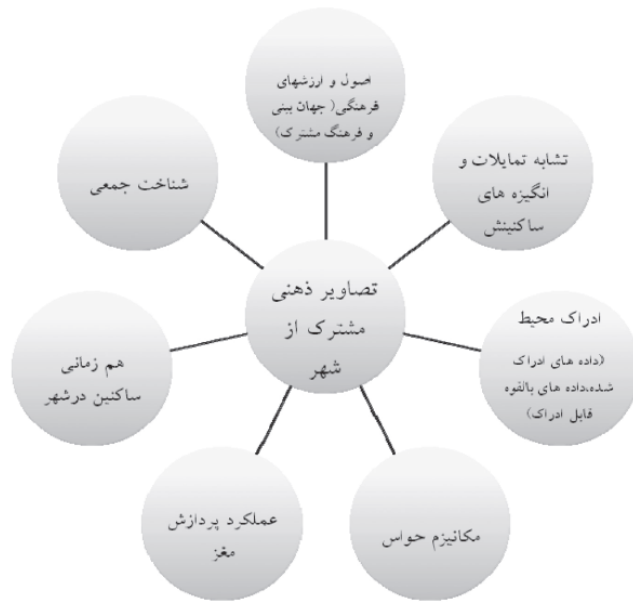 اصول و ارزشهای
فرهنگی( جهان بینی
و فرهنگ مشترک)
تشابه تمایلات و
انگیزه های
ساکنینش
ادراک محیط
(داده های ادراک
شده،داده های بالقوه
قابل ادراک)
مکانیزم حواس
عملکرد پردازش
مغز
هم زمانی
ساکنین درشهر
شناخت جمعی
تصاویر ذهنی
مشترک از
شهر